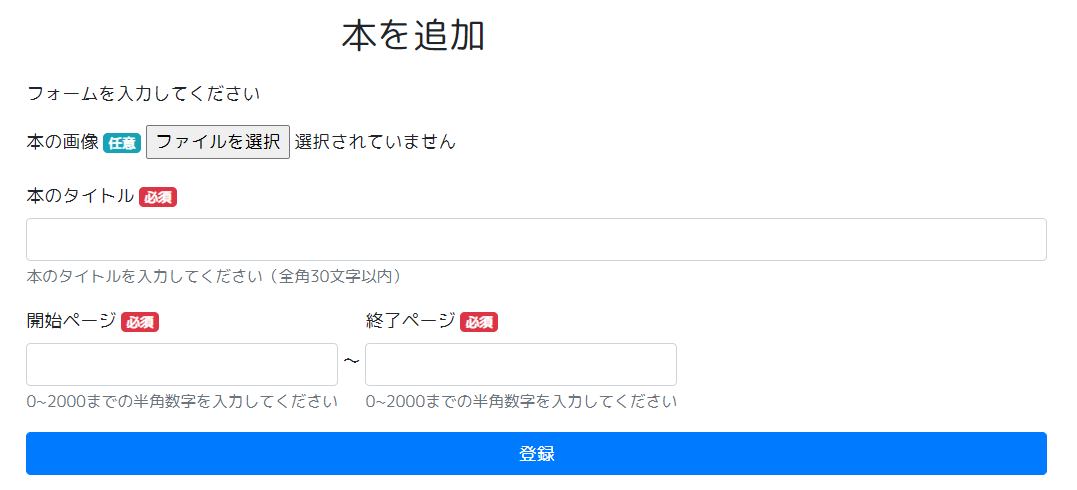 本を追加
フォームを入力してください
本の画像 任意 ファイルを選択 選択されていません
本のタイトル 必須
本のタイトルを入力してください（全角30文字以内）
開始ページ 必須 終了ページ 必須
～
0~2000までの半角数字を入力してください 0~2000までの半角数字を入力してください
登録